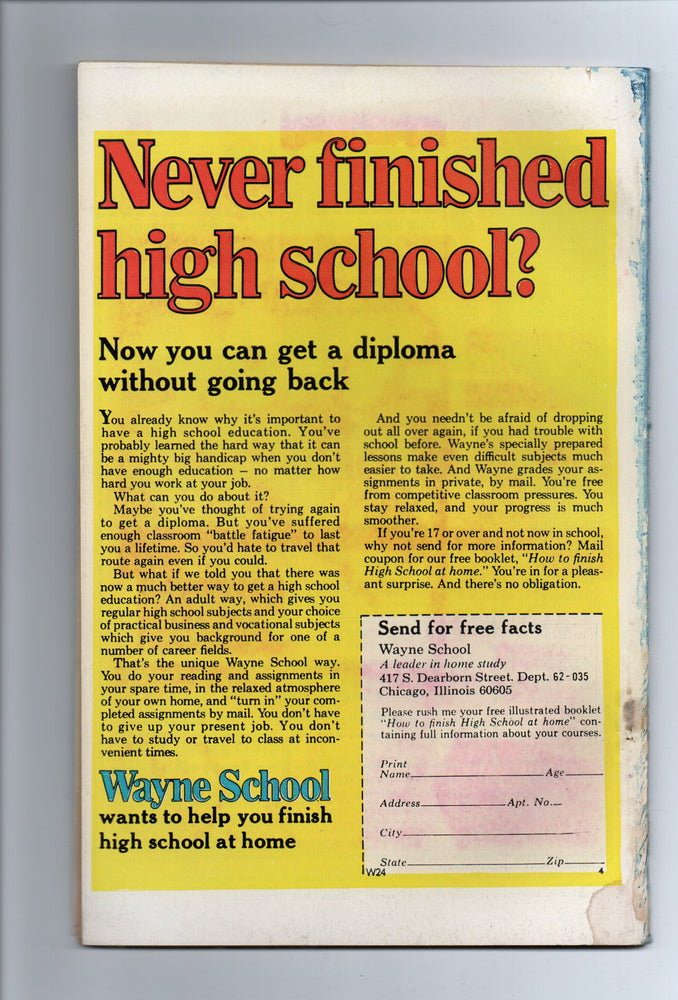 Never finished
high school?
Now you can get a diploma
without going back
You already know why it's important to
have a high school education. You've
probably learned the hard way that it can
be a mighty big handicap when you don't
have enough education — no matter how
hard you work at your job.
What can you do about it?
Maybe you've thought of trying again
to get a diploma. But you've suffered
enough classroom "battle fatigue" to last
you a lifetime. So you'd hate to travel that
route again even if you could.
But what if we told you that there was
now a much better way to get a high school
education? An adult way, which gives you
regular high school subjects and your choice
of practical business and vocational subjects
which give you background for one of a
number of career fields.
That's the unique Wayne School way.
You do your reading and assignments in
your spare time, in the relaxed atmosphere
of your own home, and "turn in" your com-
pleted assignments by mail. You don't have
to give up your present job. You don't
have to study or travel to class at incon-
venient times.
Wayne School
wants to help you finish
high school at home
And you needn't be afraid of dropping
out all over again, if you had trouble with
school before. Wayne's specially prepared
lessons make even difficult subjects much
easier to take. And Wayne grades your as-
signments in private, by mail. You're free
from competitive classroom pressures. You
stay relaxed, and your progress is much
smoother.
If you're 17 or over and not now in school,
why not send for more information? Mail
coupon for our free booklet, "How to finish
High School at home." You're in for a pleas-
ant surprise. And there's no obligation.
Send for free facts
Wayne School
A leader in home study
417 S. Dearborn Street. Dept. 62-035
Chicago, Illinois 60605
Please rush me your free illustrated booklet
"How to finish High School at home" con-
taining full information about your courses.
Print
Name Age
Address Apt. No.
City
State Zip
W24 4